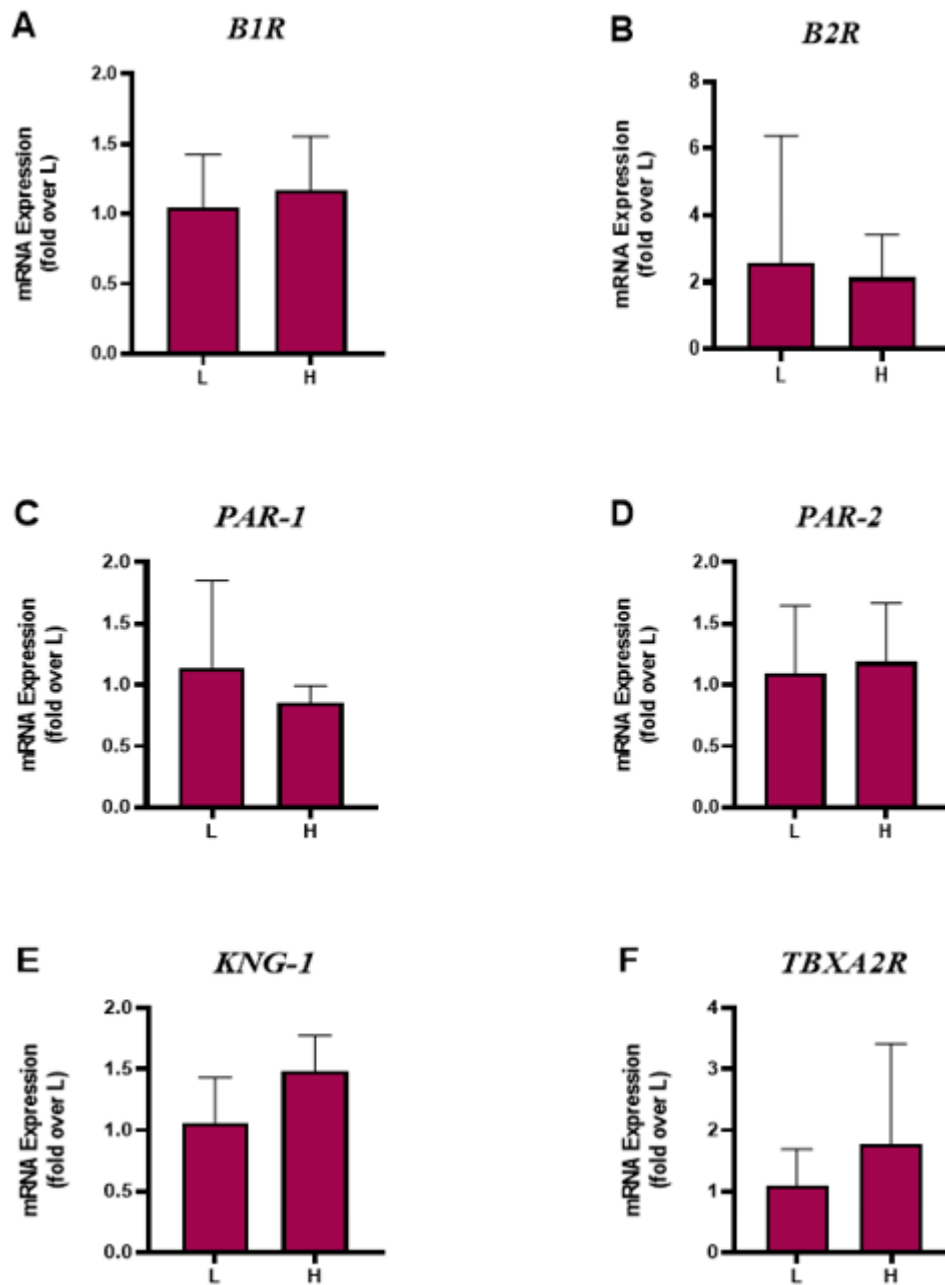 A
B1R
mRNA Expression
(fold over L)
2.0
1.5
1.0
0.5
0.0
L H
B
B2R
mRNA Expression
(fold over L)
8
6
4
2
0
L H
C
PAR-1
mRNA Expression
(fold over L)
2.0
1.5
1.0
0.5
0.0
L H
D
PAR-2
mRNA Expression
(fold over L)
2.0
1.5
1.0
0.5
0.0
L H
E
KNG-1
mRNA Expression
(fold over L)
2.0
1.5
1.0
0.5
0.0
L H
F
TBXA2R
mRNA Expression
(fold over L)
4
3
2
1
0
L H